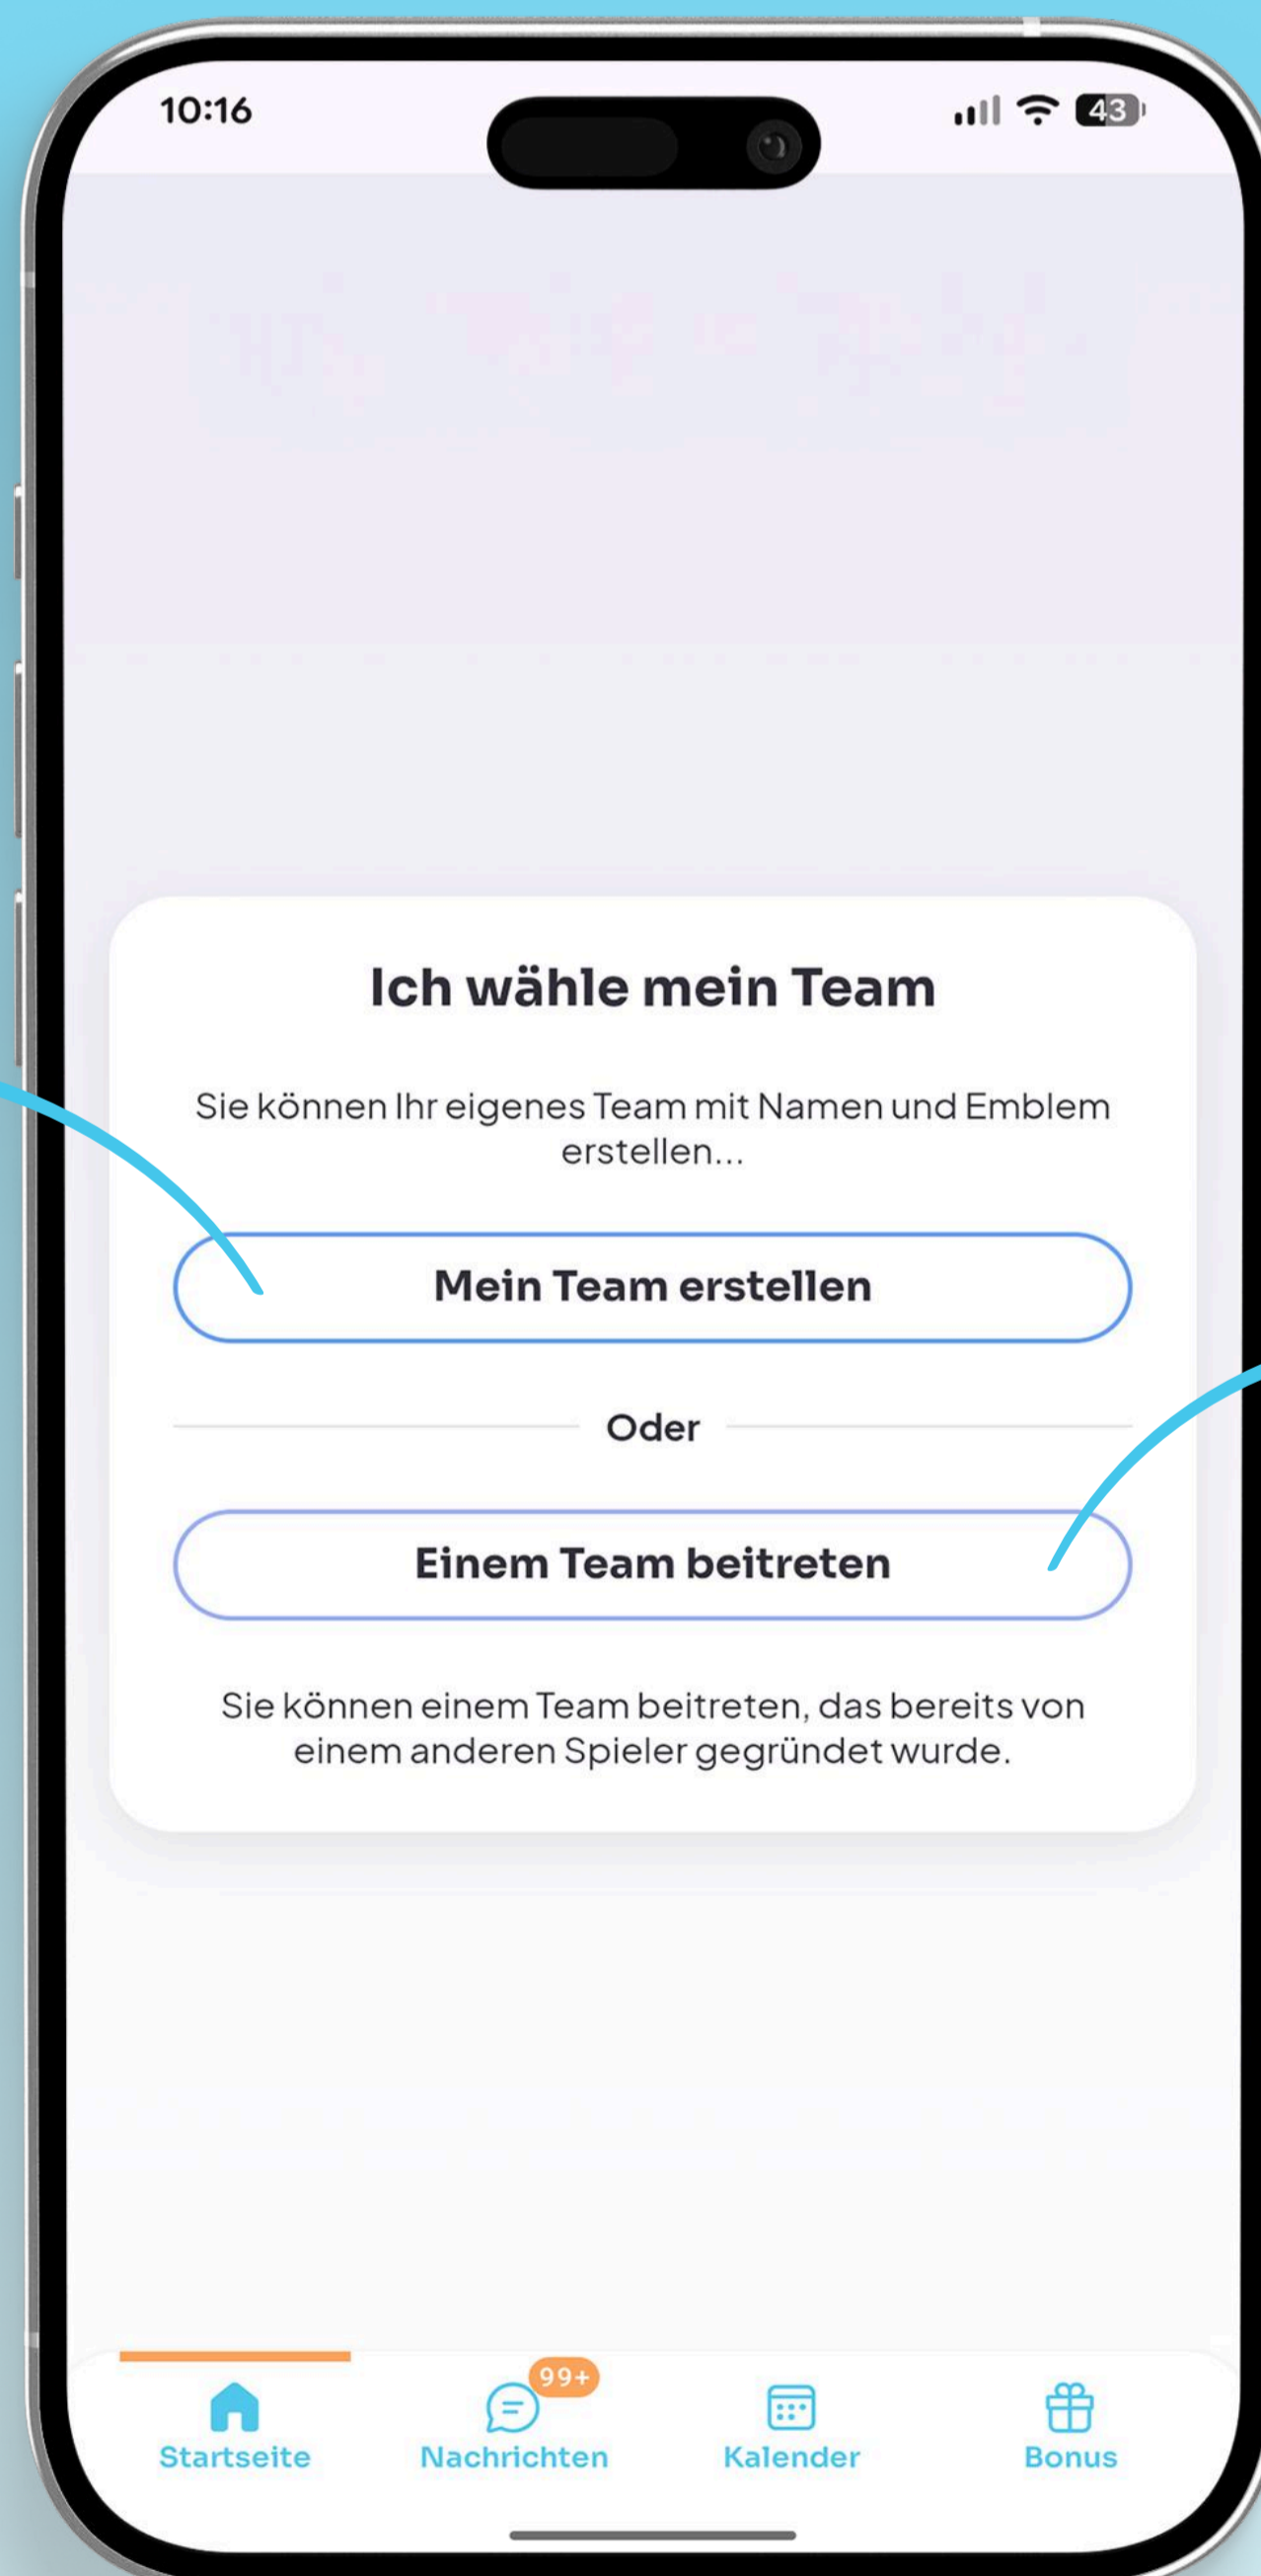 10:16
43
Ich wähle mein Team
Sie können Ihr eigenes Team mit Namen und Emblem
erstellen...
Mein Team erstellen
Oder
Einem Team beitreten
Sie können einem Team beitreten, das bereits von
einem anderen Spieler gegründet wurde.
99+
Startseite
Nachrichten
Kalender
Bonus